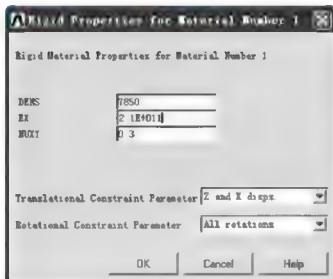 Rigid Properties for Material Number 1
Rigid Material Properties for Material Number 1
DENS 7850
EX 2.1E+011
NUXY 0.3
Translational Constraint Parameter Z and X disps.
Rotational Constraint Parameter All rotations
OK Cancel Help